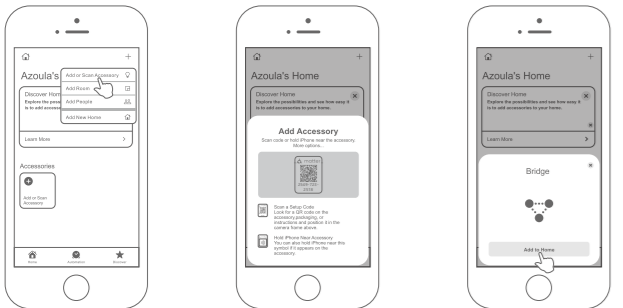 Azoula's
Add or Scan Accessory
Add Room
Add People
Add New Home
Discover Hom
Explore the poss
is to add access
Learn More
Accessories
Add or Scan
Accessory
Home
Automation
Discover
Azoula's Home
Discover Home
Explore the possibilities and see how easy it
is to add accessories to your home.
Add Accessory
Scan code or hold iPhone near the accessory
More options...
matter
Scan a Setup Code
Look for a QR code on the
accessory,packaging, or
instructions and position it in the
camera frame above.
Hold iPhone Near Accessory
You can also hold iPhone near this
symbol if it appears on the
accessory.
Azoula's Home
Discover Home
Explore the possibilities and see how easy it
is to add accessories to your home.
Learn More
Bridge
Add to Home